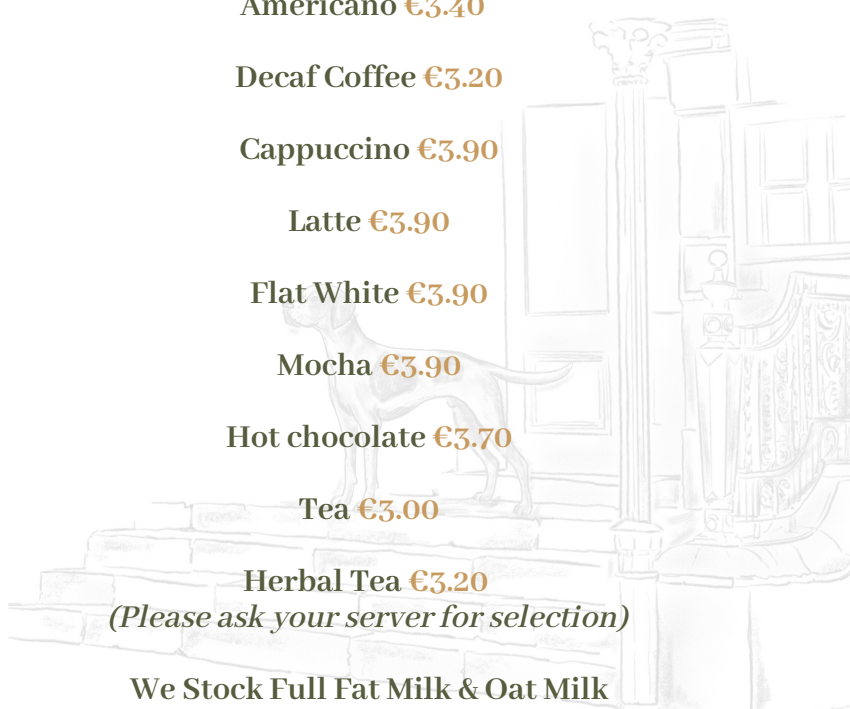 Americano €3.40
Decaf Coffee €3.20
Cappuccino €3.90
Latte €3.90
Flat White €3.90
Mocha €3.90
Hot chocolate €3.70
Tea €3.00
Herbal Tea €3.20
(Please ask your server for selection)
We Stock Full Fat Milk & Oat Milk